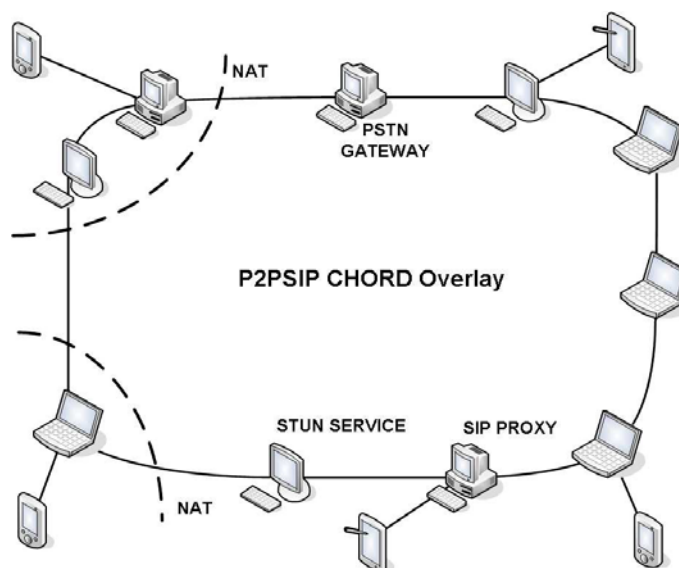 NAT
PSTN
GATEWAY
P2PSIP CHORD Overlay
STUN SERVICE
SIP PROXY
NAT